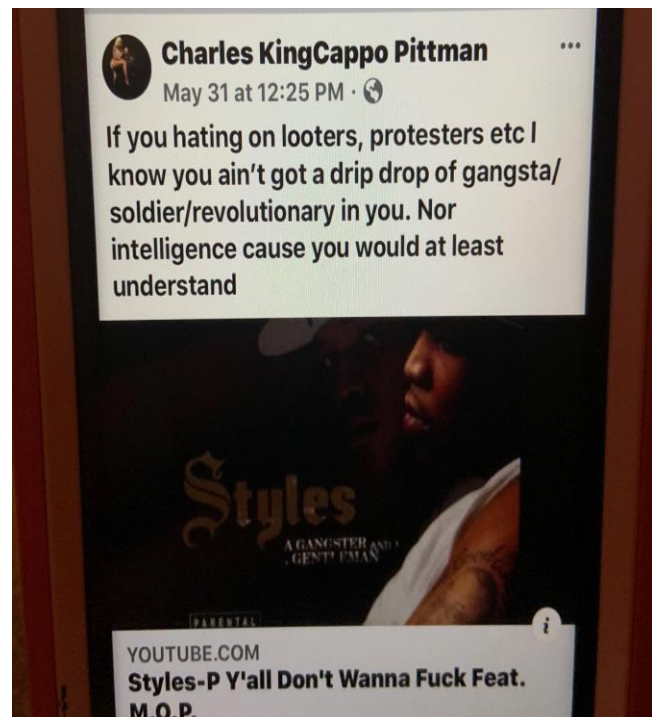 Charles KingCappo Pittman
...
May 31 at 12:25 PM ·
If you hating on looters, protesters etc I
know you ain't got a drip drop of gangsta/
soldier/revolutionary in you. Nor
intelligence cause you would at least
understand
Styles
A GANGSTER AND
GENTLEMAN
PARENTAL
i
YOUTUBE.COM
Styles-P Y'all Don't Wanna Fuck Feat.
M.O.P.